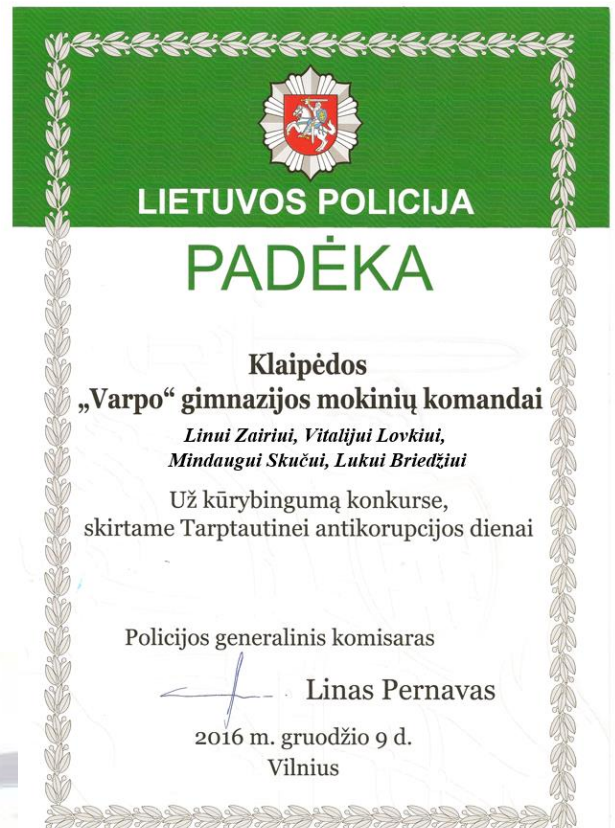 LIETUVOS POLICIJA
PADĖKA
Klaipėdos
„Varpo“ gimnazijos mokinių komandai
Linui Zairiui, Vitalijui Lovkiui,
Mindaugui Skučui, Lukui Briedžiui
Už kūrybingumą konkurse,
skirtame Tarptautinei antikorupcijos dienai
Policijos generalinis komisaras
Linas Pernavas
2016 m. gruodžio 9 d.
Vilnius